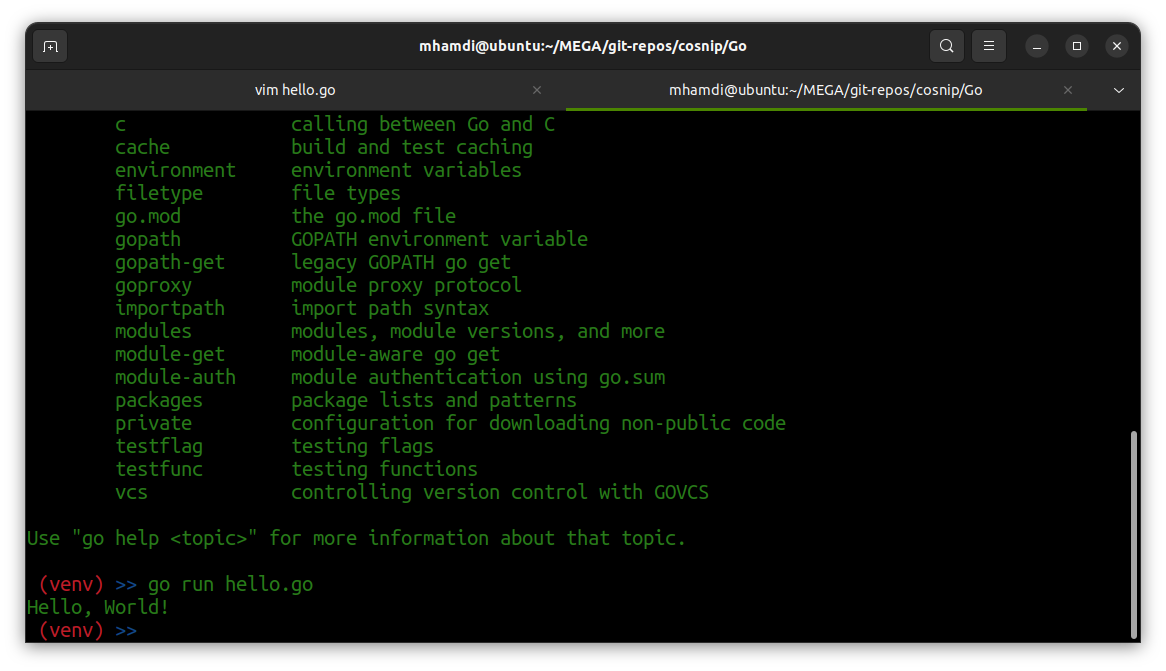 mhamdi@ubuntu:~/MEGA/git-repos/cosnip/Go
vim hello.go
mhamdi@ubuntu:~/MEGA/git-repos/cosnip/Go
c calling between Go and C
cache build and test caching
environment environment variables
filetype file types
go.mod the go.mod file
gopath GOPATH environment variable
gopath-get legacy GOPATH go get
goproxy module proxy protocol
importpath import path syntax
modules modules, module versions, and more
module-get module-aware go get
module-auth module authentication using go.sum
packages package lists and patterns
private configuration for downloading non-public code
testflag testing flags
testfunc testing functions
vcs controlling version control with GOVCS
Use "go help <topic>" for more information about that topic.
(venv) >> go run hello.go
Hello, World!
(venv) >>